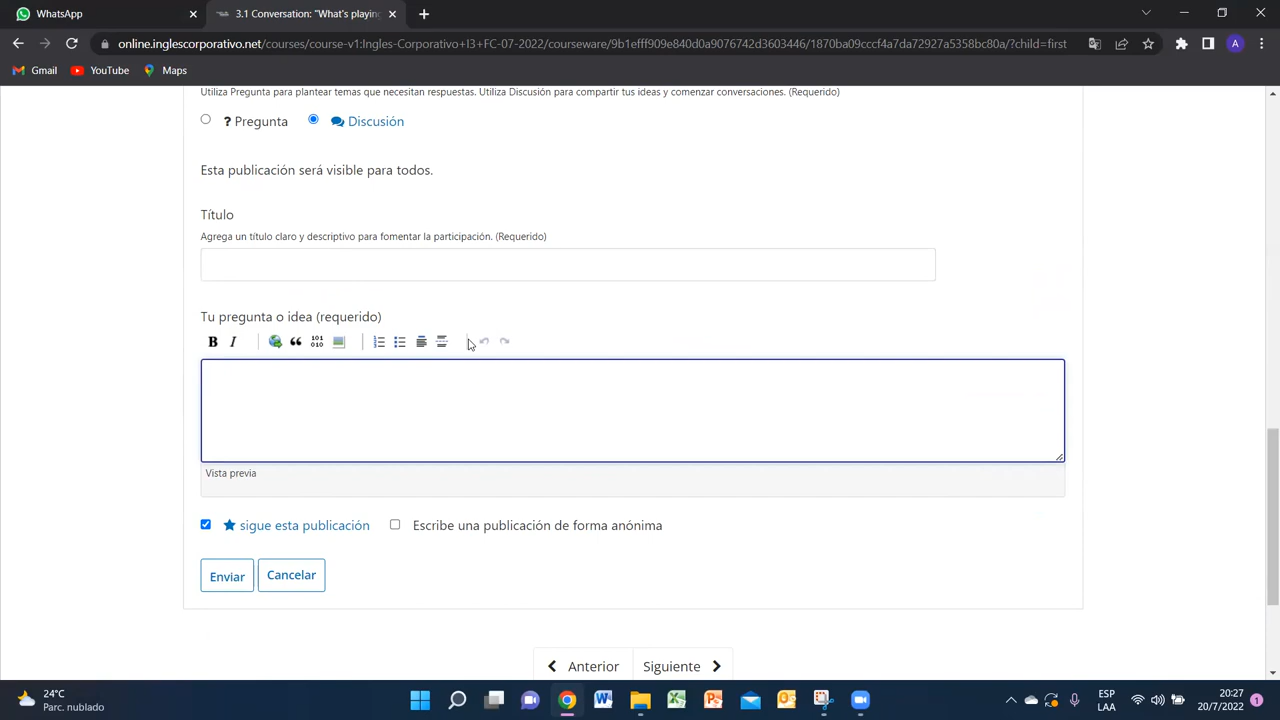 WhatsApp
3.1 Conversation: "What's playing
online.inglescorporativo.net/courses/course-v1:Ingles-Corporativo+I3+FC-07-2022/courseware/9b1efff909e840d0a9076742d3603446/1870ba09cccf4a7da72927a5358bc80a/?child=first
A
Gmail
YouTube
Maps
Utiliza Pregunta para plantear temas que necesitan respuestas. Utiliza Discusión para compartir tus ideas y comenzar conversaciones. (Requerido)
? Pregunta
Discusión
Esta publicación será visible para todos.
Título
Agrega un título claro y descriptivo para fomentar la participación. (Requerido)
Tu pregunta o idea (requerido)
B I
101
010
Vista previa
sigue esta publicación
Escribe una publicación de forma anónima
Enviar
Cancelar
Anterior
Siguiente
24°C
Parc. nublado
ESP
LAA
20:27
20/7/2022
1